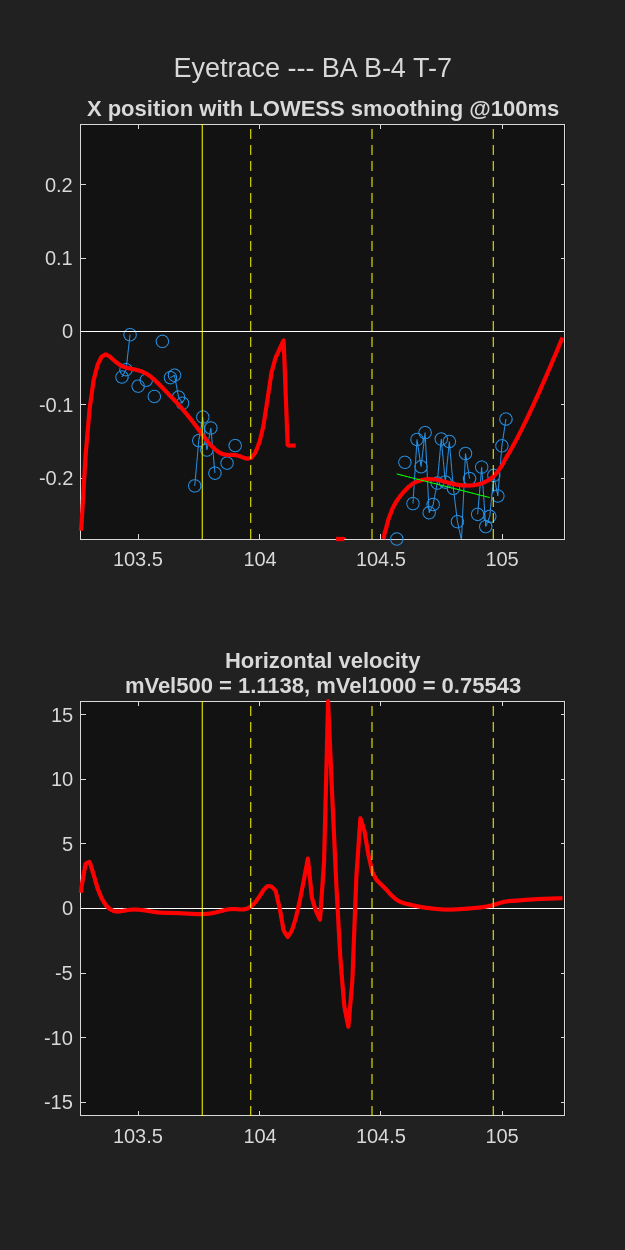 Eyetrace --- BA B-4 T-7
X position with LOWESS smoothing @100ms
0.2
0.1
0
-0.1
-0.2
103.5 104 104.5 105
Horizontal velocity
mVel500 = 1.1138, mVel1000 = 0.75543
15
10
5
0
-5
-10
-15
103.5 104 104.5 105